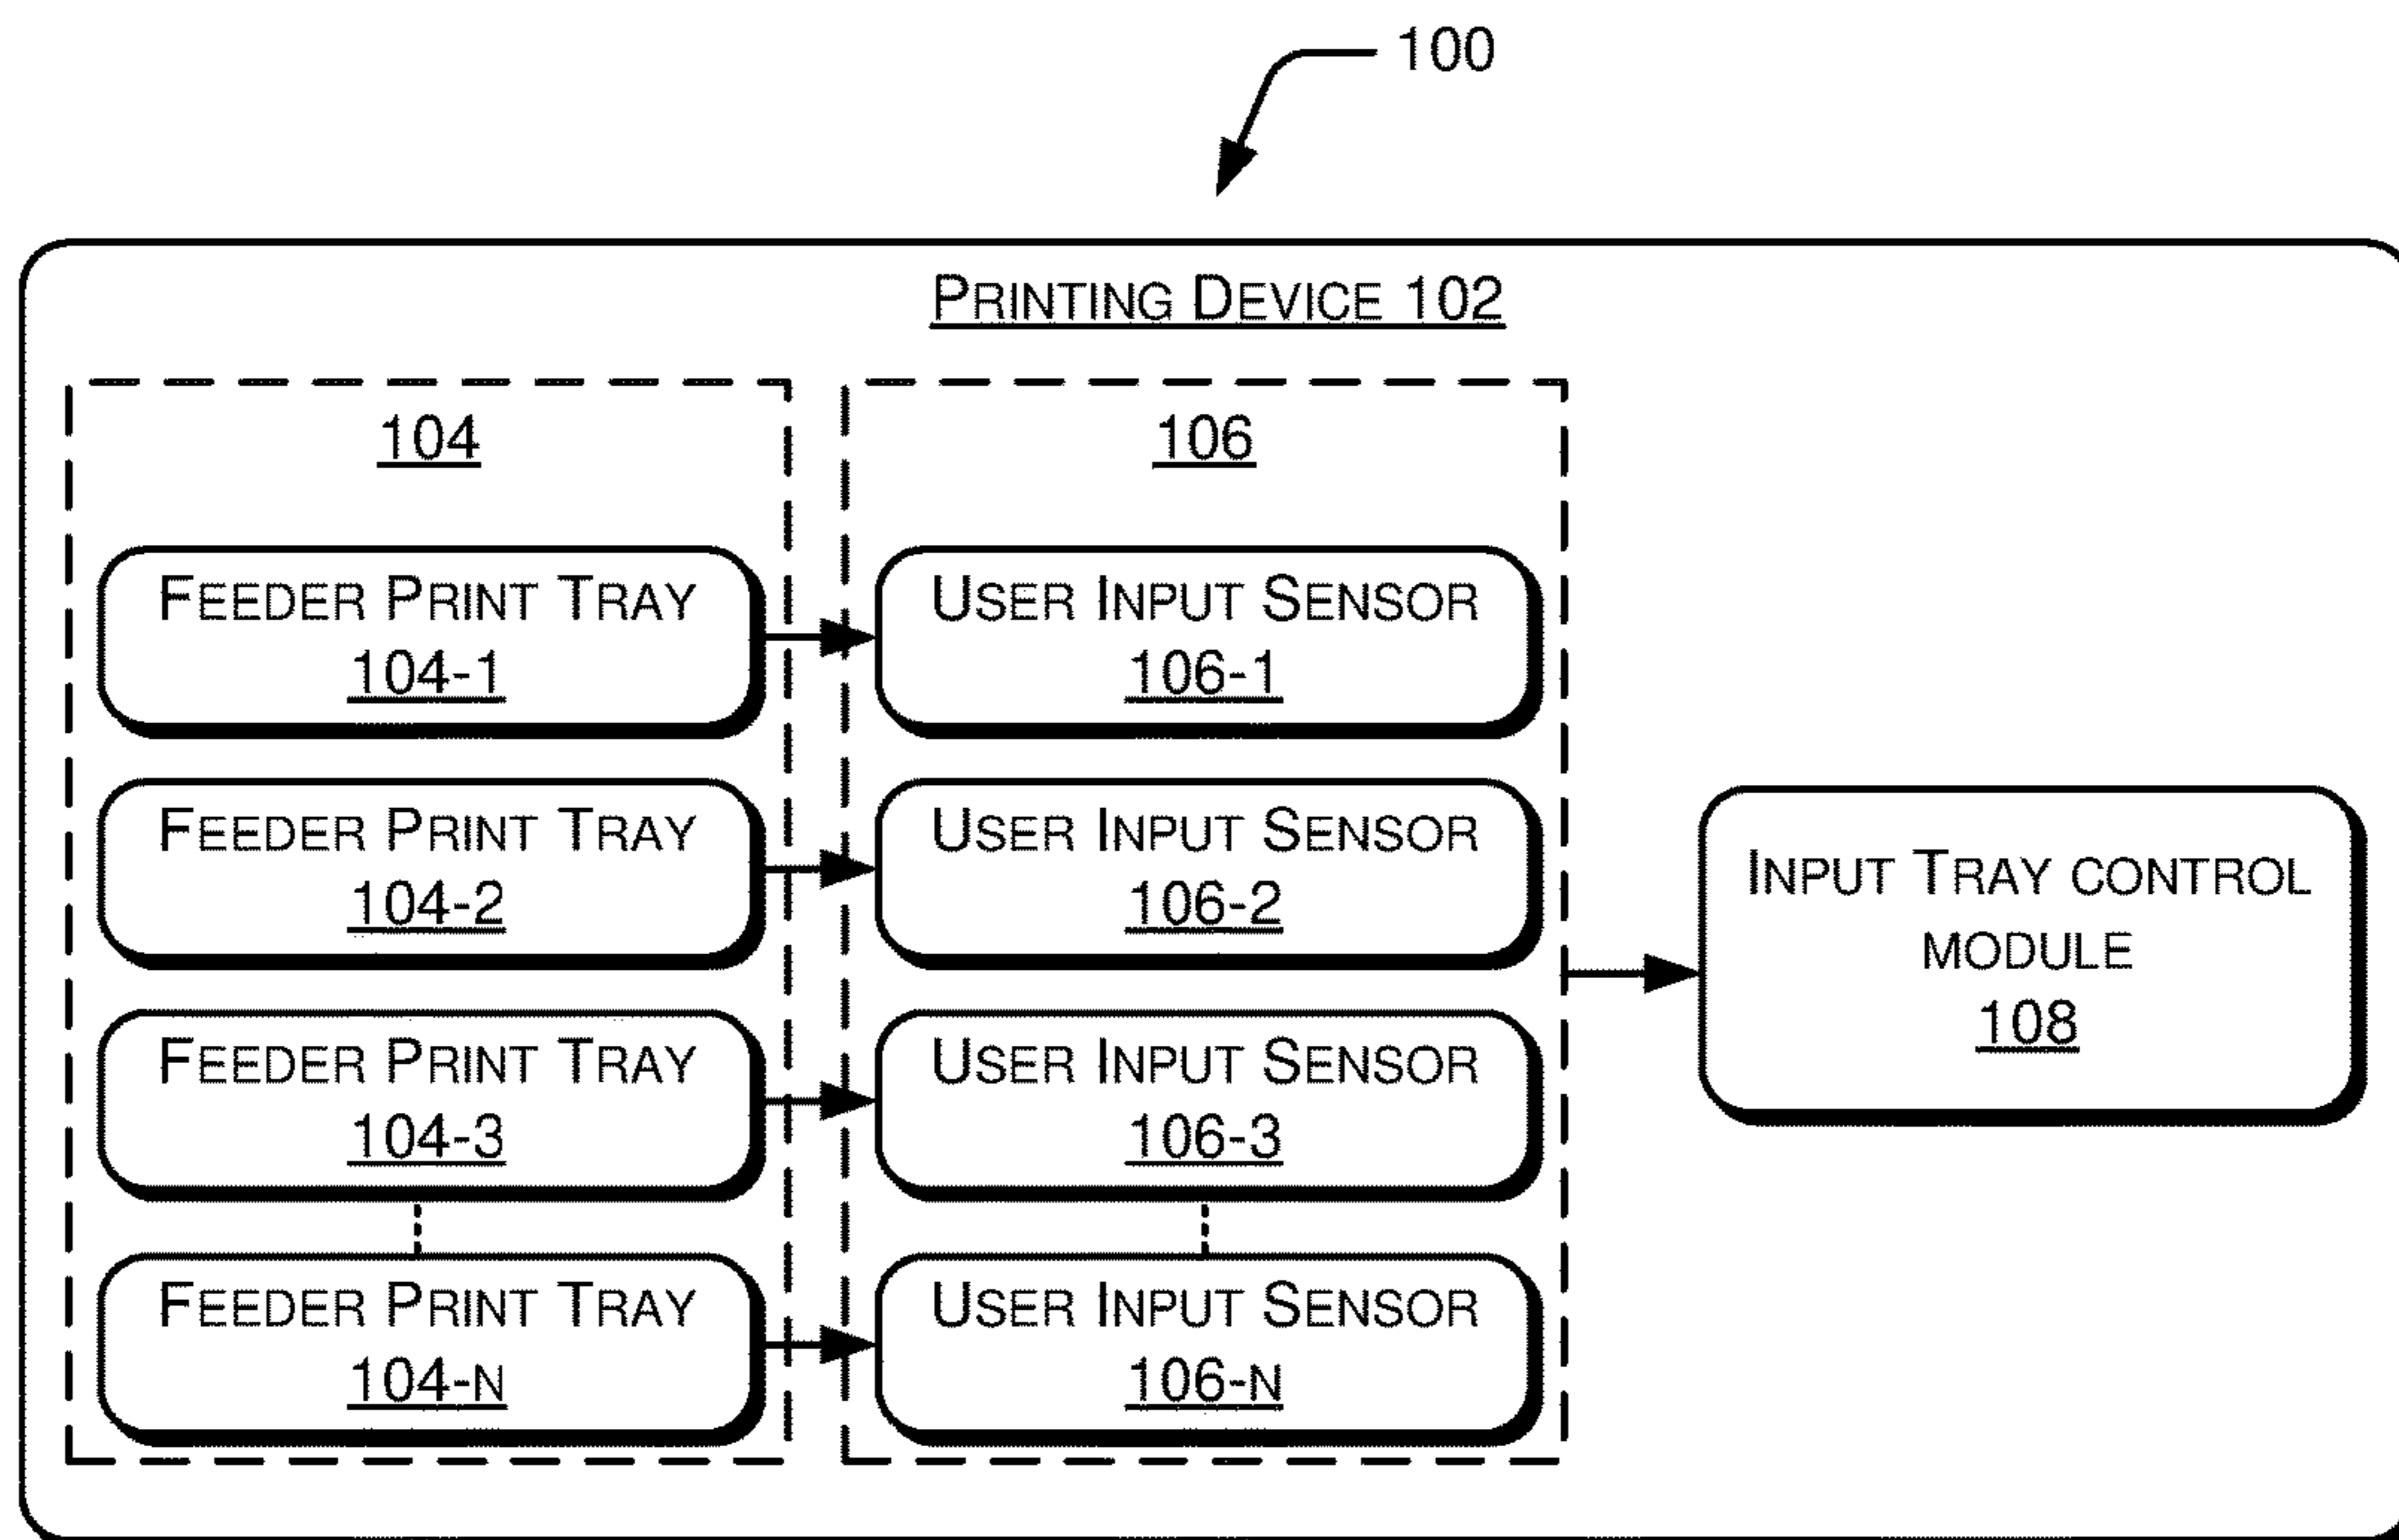 100
PRINTING DEVICE 102
104
106
FEEDER PRINT TRAY
104-1
USER INPUT SENSOR
106-1
FEEDER PRINT TRAY
104-2
USER INPUT SENSOR
106-2
FEEDER PRINT TRAY
104-3
USER INPUT SENSOR
106-3
FEEDER PRINT TRAY
104-N
USER INPUT SENSOR
106-N
INPUT TRAY CONTROL
MODULE
108